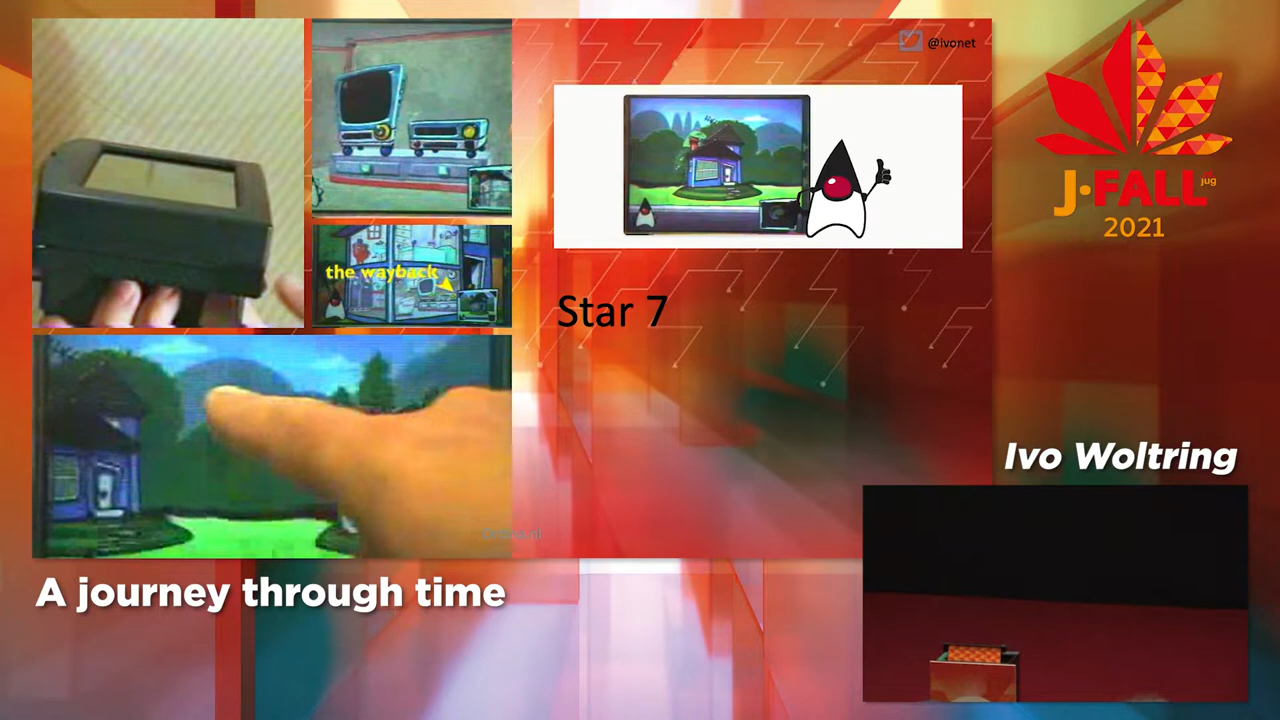 @ivonet
J·FALL
jug
2021
the wayback
Star 7
Ivo Woltring
A journey through time